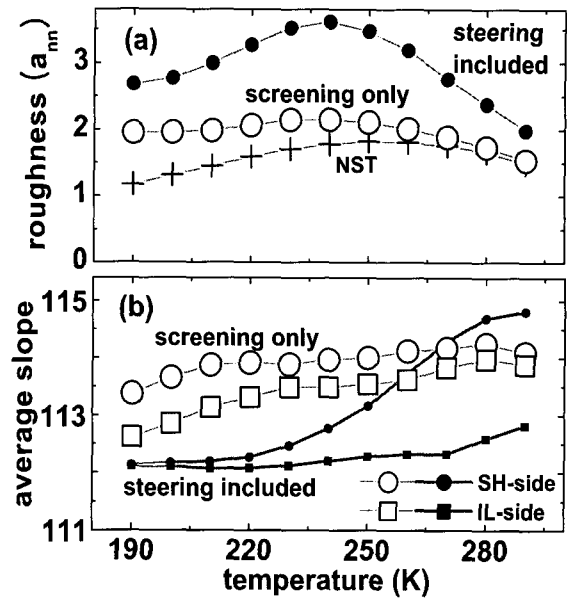 (a)
steering
included
3
screening only
2
NST
1
0
roughness (aₙₙ)
115
(b)
screening only
113
steering included
SH-side
IL-side
111
average slope
190 220 250 280
temperature (K)